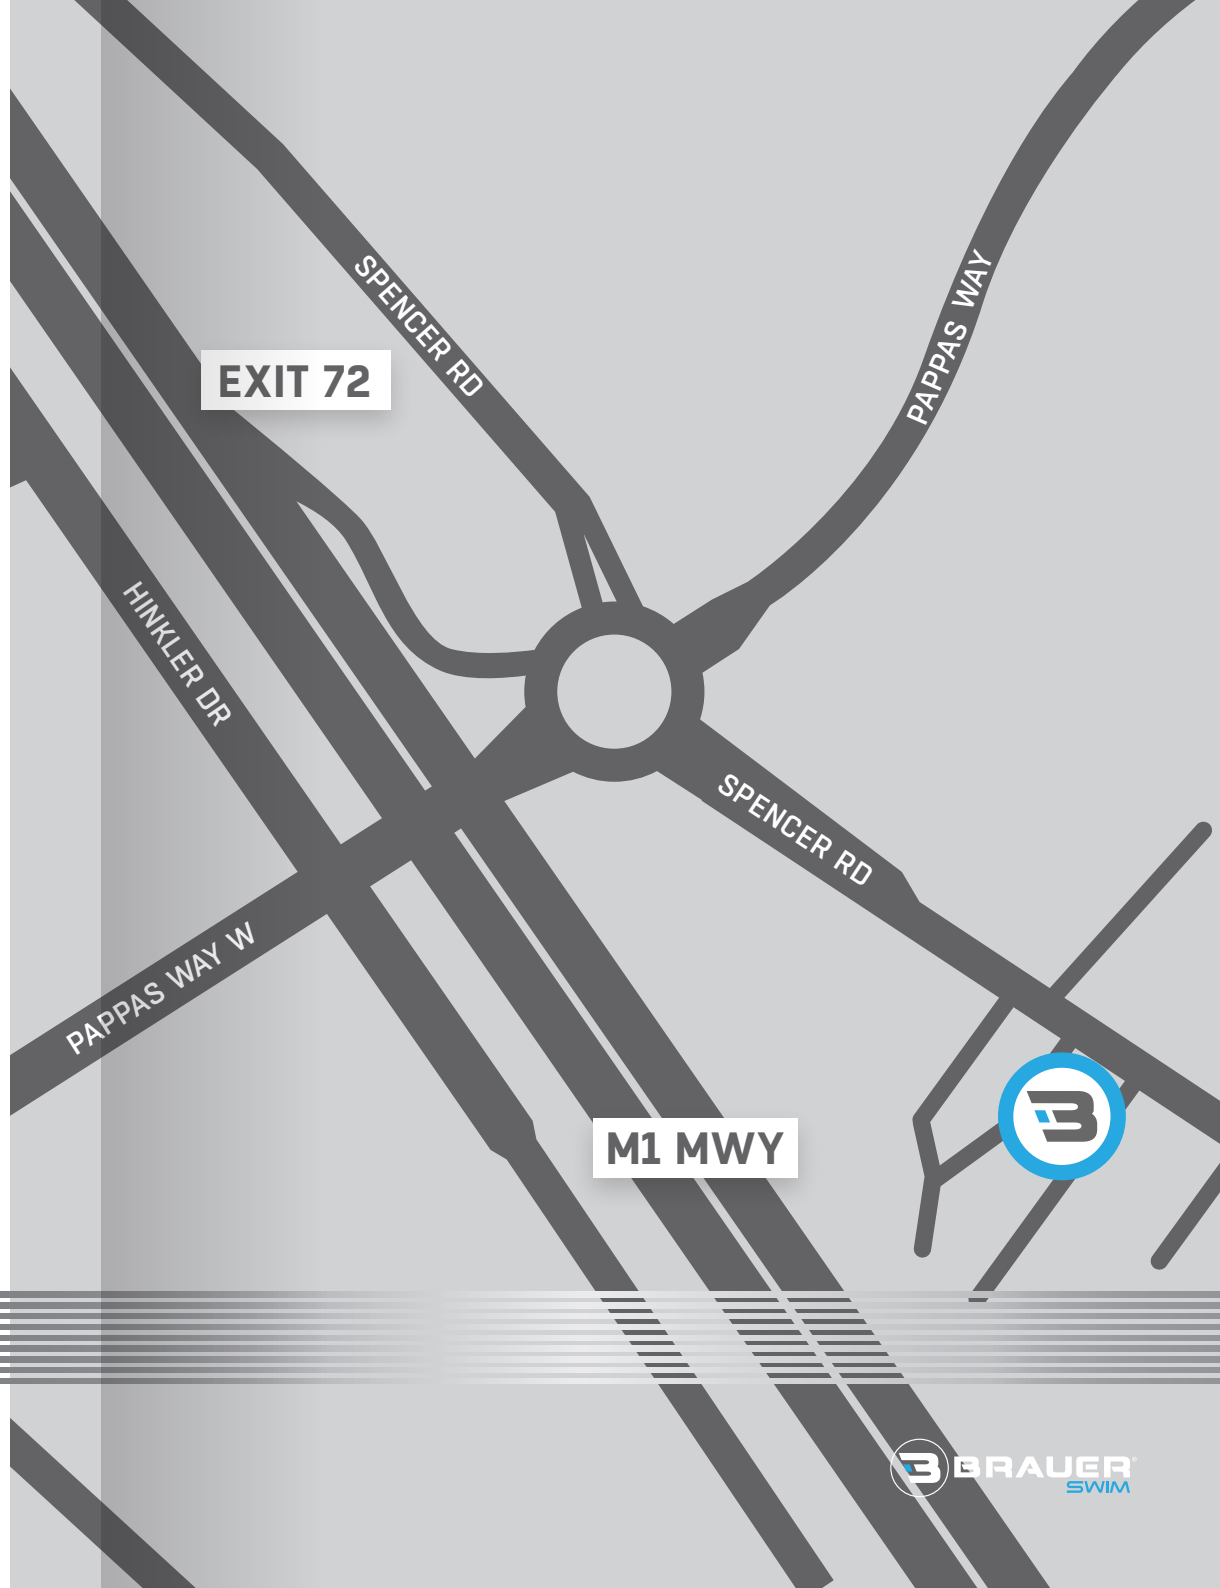 SPENCER RD
PAPPAS WAY
EXIT 72
HINKLER DR
SPENCER RD
PAPPAS WAY W
M1 MWY
B
B BRAUER®
SWIM